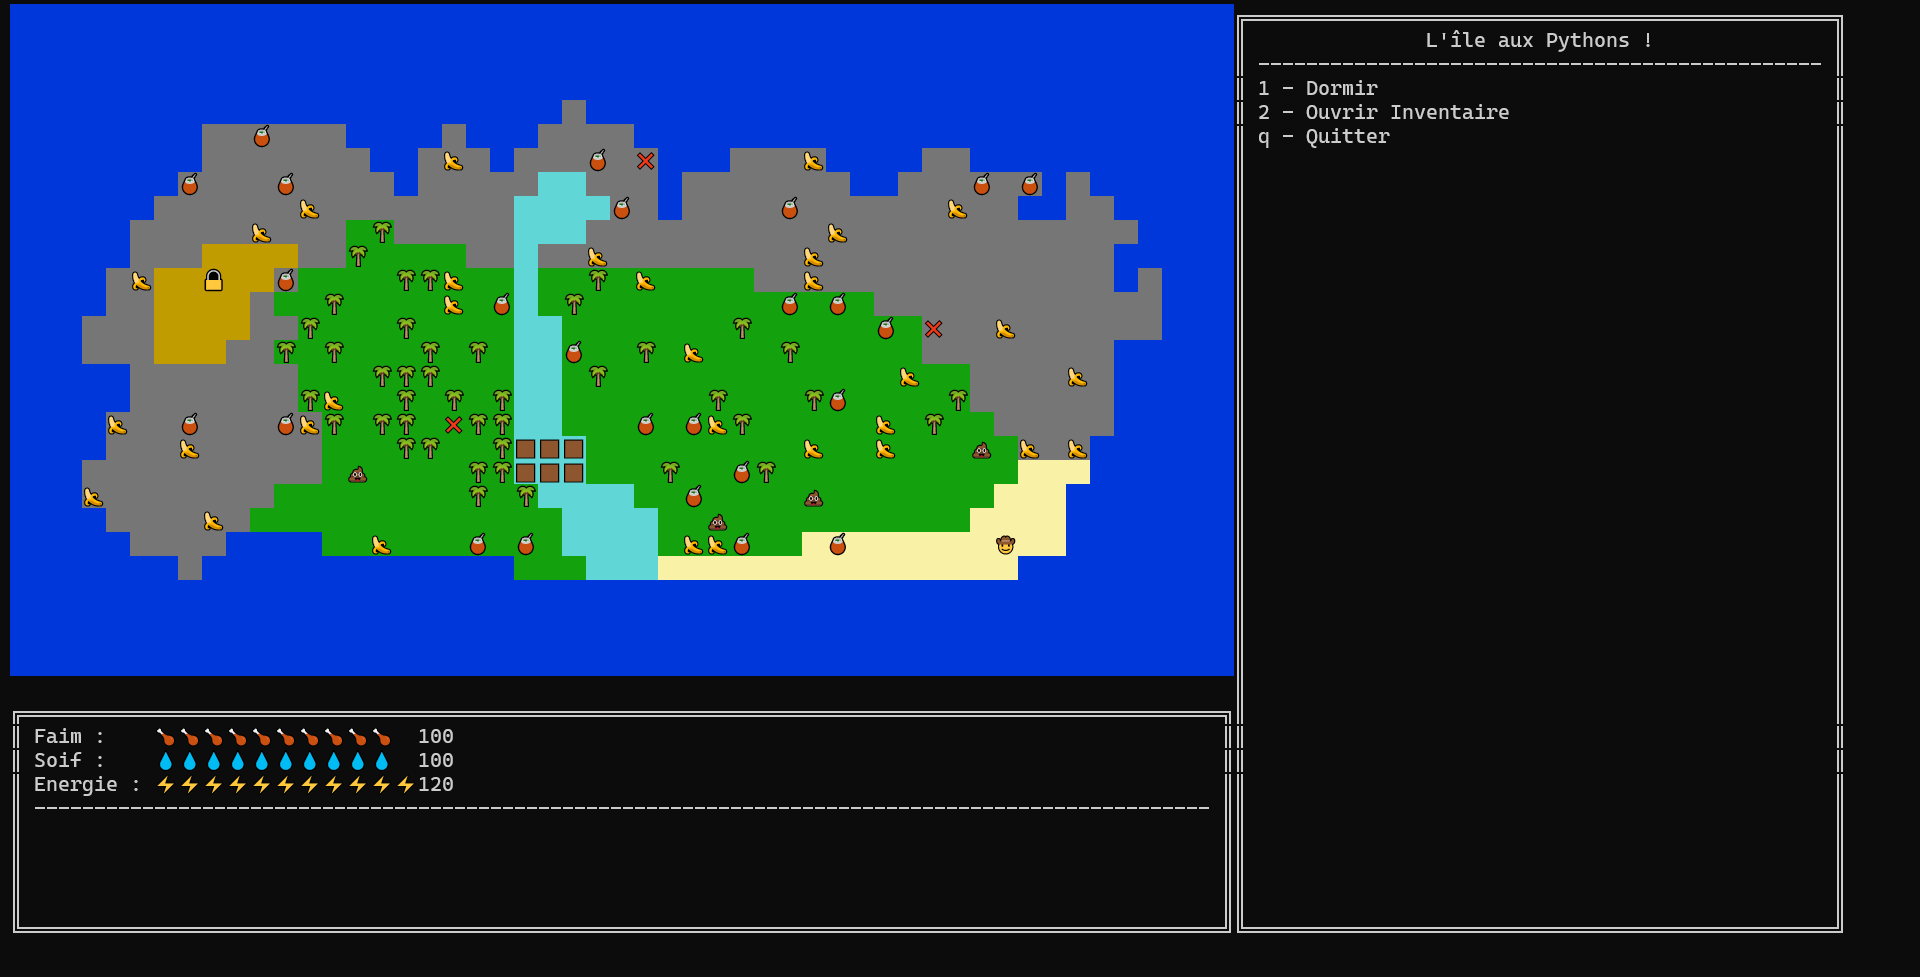 L'île aux Pythons !
1 - Dormir
2 - Ouvrir Inventaire
q - Quitter
Faim : 100
Soif : 100
Energie : 120